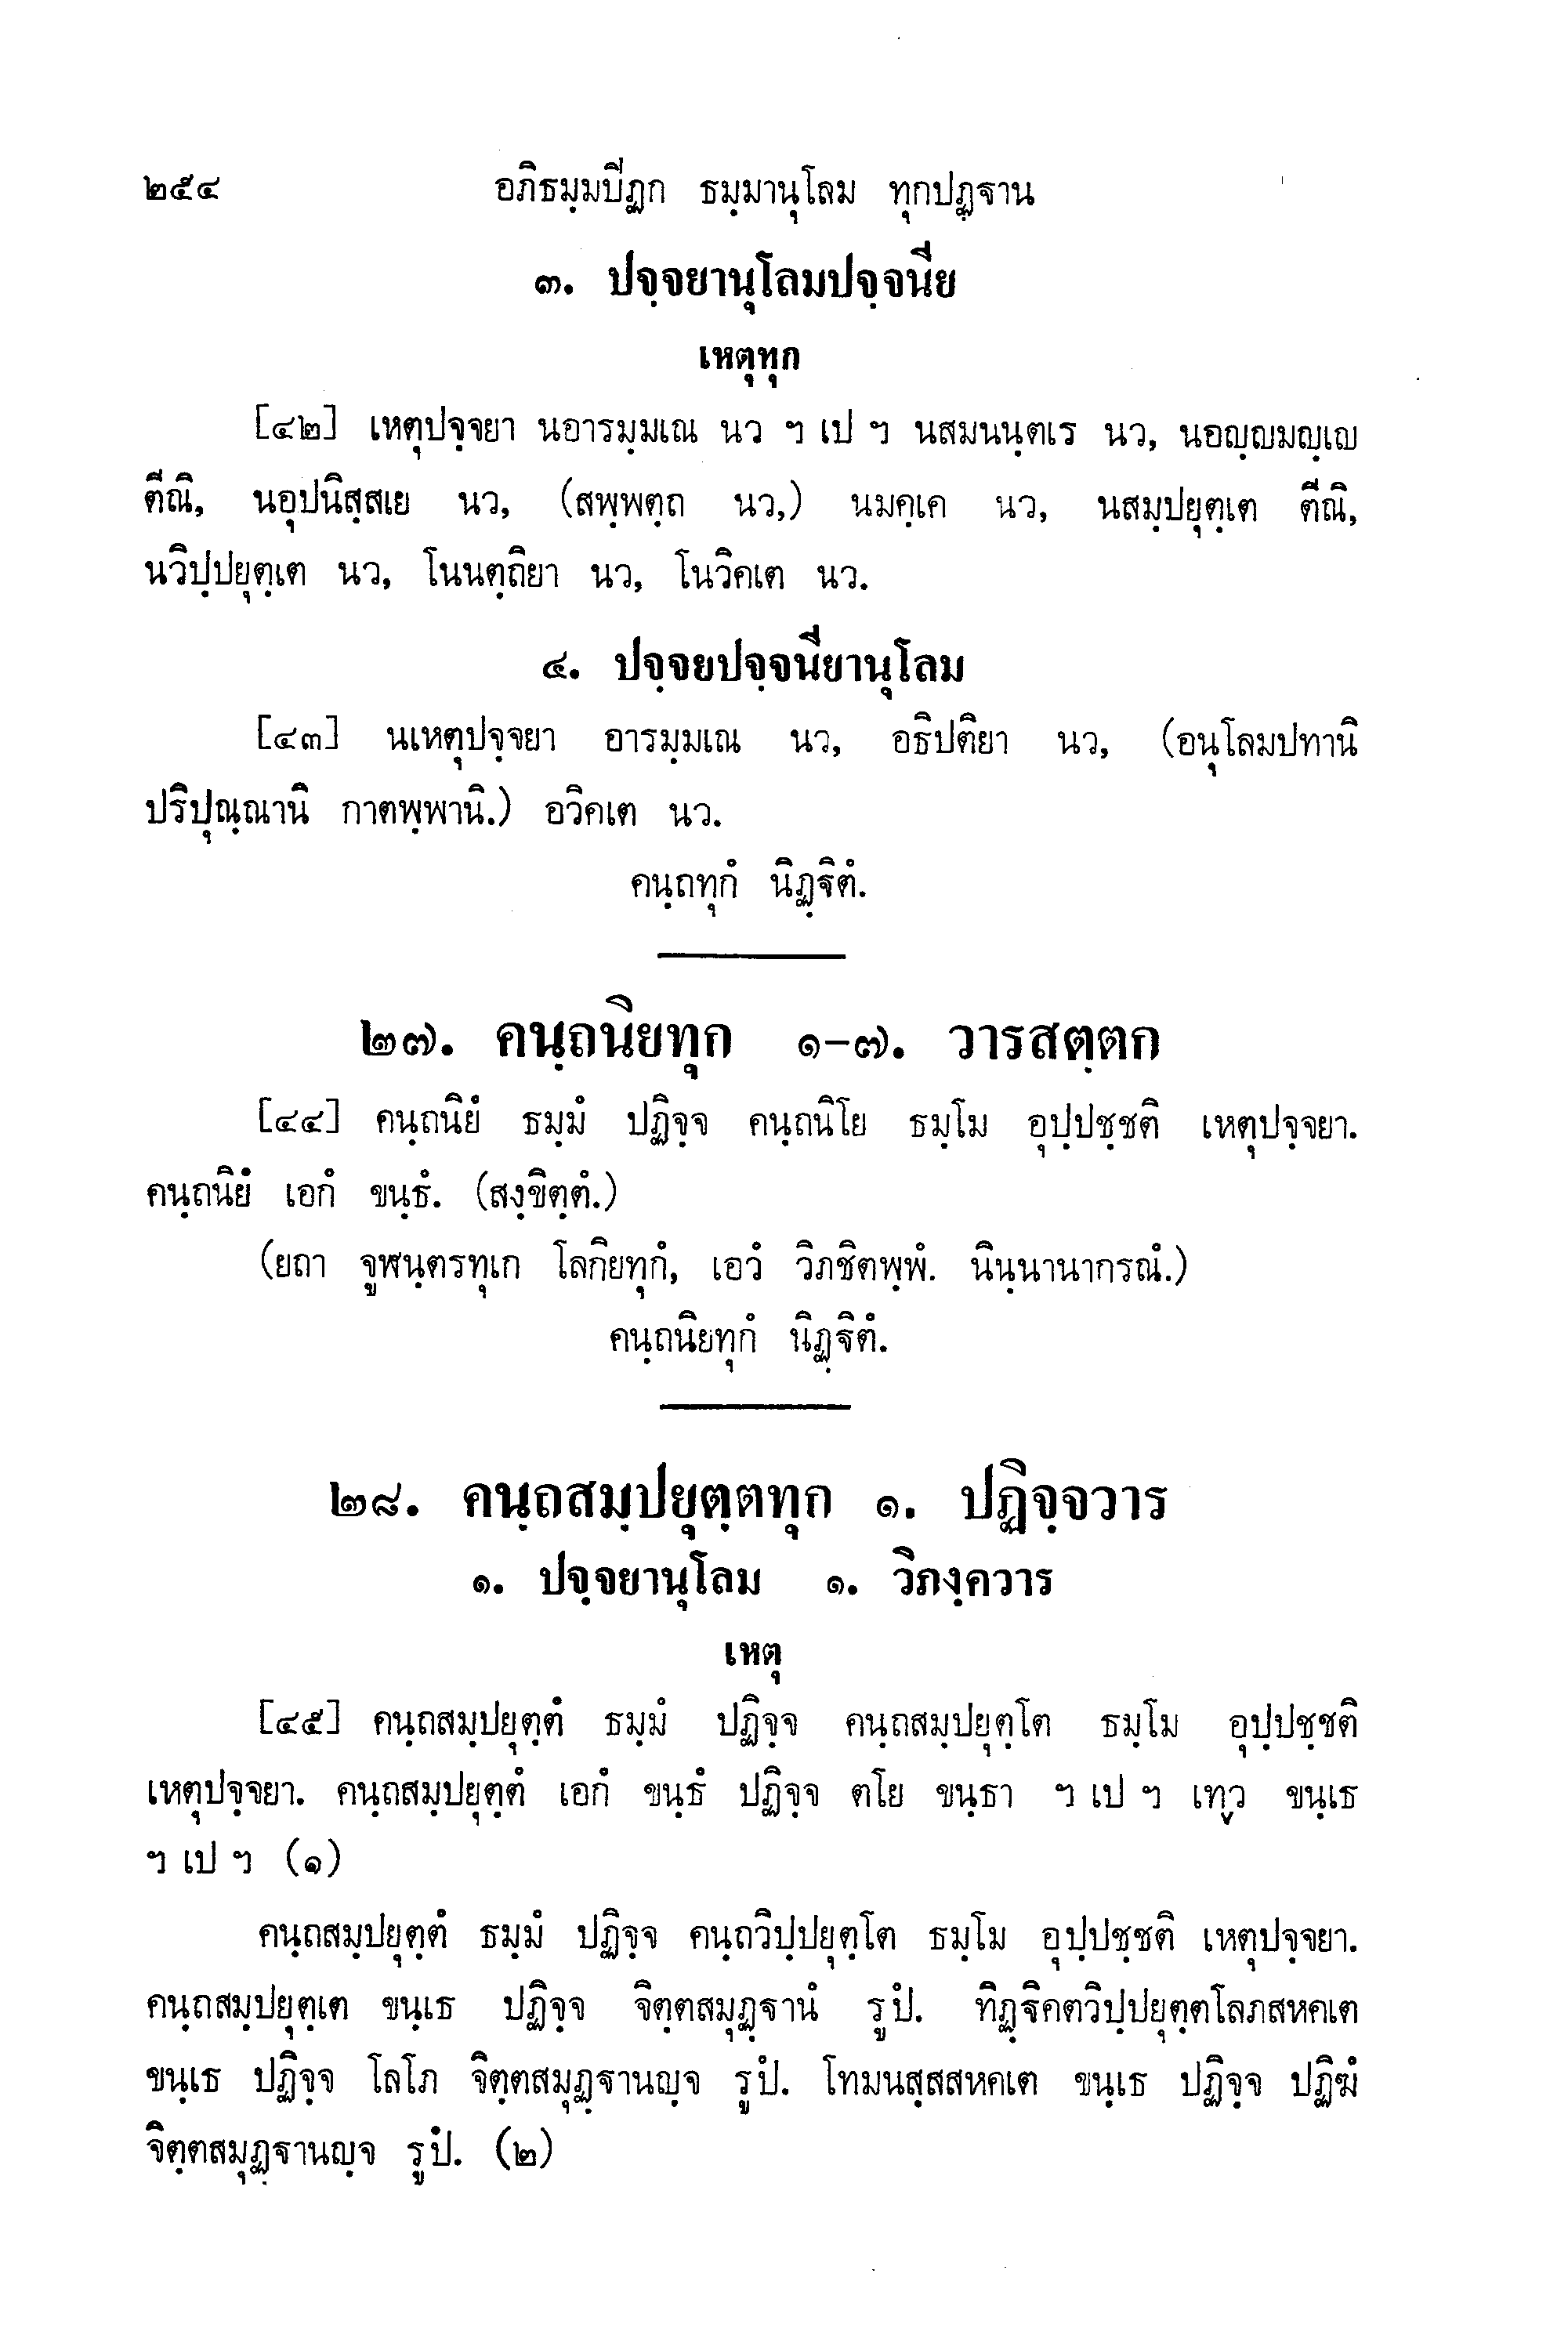 ๒๕๔ อภิธมฺมปีฏก ธมฺมานุโลม ทุกปฏฺฐาน
๓. ปจฺจยานุโลมปจฺจนีย
เหตุทุก
[๔๒] เหตุปจฺจยา นอารมฺมเณ นว ฯ เป ฯ นสมนนฺตเร นว, นอญฺญมญฺเญ
ตีณิ, นอุปนิสฺสเย นว, (สพฺพตฺถ นว,) นมคฺเค นว, นสมฺปยุตฺเต ตีณิ,
นวิปฺปยุตฺเต นว, โนนตฺถิยา นว, โนวิคเต นว.
๔. ปจฺจยปจฺจนียานุโลม
[๔๓] นเหตุปจฺจยา อารมฺมเณ นว, อธิปติยา นว, (อนุโลมปทานิ
ปริปุณฺณานิ กาตพฺพานิ.) อวิคเต นว.
คนฺถทุกํ นิฏฺฐิตํ.
๒๗. คนฺถนิยทุก ๑-๗. วารสตฺตก
[๔๔] คนฺถนิยํ ธมฺมํ ปฏิจฺจ คนฺถนิโย ธมฺโม อุปฺปชฺชติ เหตุปจฺจยา.
คนฺถนิยํ เอกํ ขนฺธํ. (สงฺขิตฺตํ.)
(ยถา จูฬนฺตรทุเก โลกิยทุกํ, เอวํ วิภชิตพฺพํ. นินฺนานากรณํ.)
คนฺถนิยทุกํ นิฏฺฐิตํ.
๒๘. คนฺถสมฺปยุตฺตทุก ๑. ปฏิจฺจวาร
๑. ปจฺจยานุโลม ๑. วิภงฺควาร
เหตุ
[๔๕] คนฺถสมฺปยุตฺตํ ธมฺมํ ปฏิจฺจ คนฺถสมฺปยุตฺโต ธมฺโม อุปฺปชฺชติ
เหตุปจฺจยา. คนฺถสมฺปยุตฺตํ เอกํ ขนฺธํ ปฏิจฺจ ตโย ขนฺธา ฯ เป ฯ เทฺว ขนฺเธ
ฯ เป ฯ (๑)
คนฺถสมฺปยุตฺตํ ธมฺมํ ปฏิจฺจ คนฺถวิปฺปยุตฺโต ธมฺโม อุปฺปชฺชติ เหตุปจฺจยา.
คนฺถสมฺปยุตฺเต ขนฺเธ ปฏิจฺจ จิตฺตสมุฏฺฐานํ รูปํ. ทิฏฺฐิคตวิปฺปยุตฺตโลภสหคเต
ขนฺเธ ปฏิจฺจ โลโภ จิตฺตสมุฏฺฐานญฺจ รูปํ. โทมนสฺสสหคเต ขนฺเธ ปฏิจฺจ ปฏิฆํ
จิตฺตสมุฏฺฐานญฺจ รูปํ. (๒)